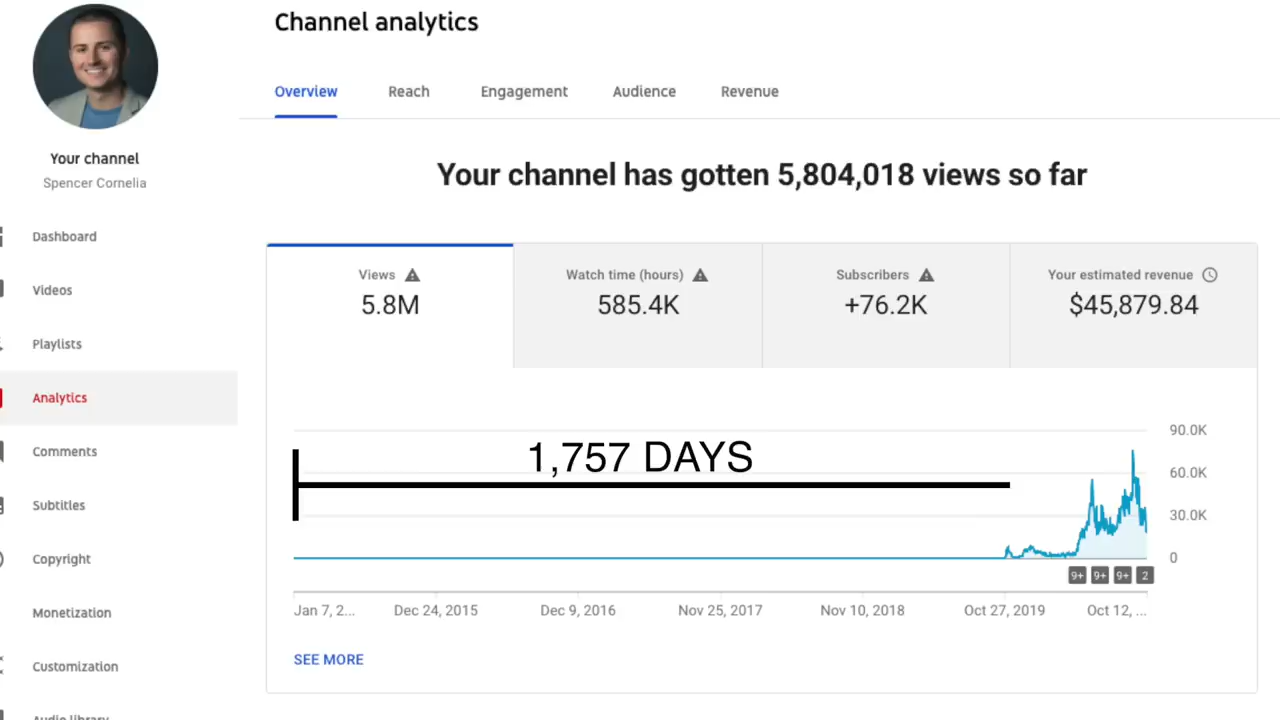 Channel analytics
Overview
Reach
Engagement
Audience
Revenue
Your channel
Spencer Cornelia
Dashboard
Videos
Playlists
Analytics
Comments
Subtitles
Copyright
Monetization
Customization
Audio library
Your channel has gotten 5,804,018 views so far
Views
5.8M
Watch time (hours)
585.4K
Subscribers
+76.2K
Your estimated revenue
$45,879.84
1,757 DAYS
90.0K
60.0K
30.0K
0
9+ 9+ 9+ 2
Jan 7, 2...
Dec 24, 2015
Dec 9, 2016
Nov 25, 2017
Nov 10, 2018
Oct 27, 2019
Oct 12, ...
SEE MORE